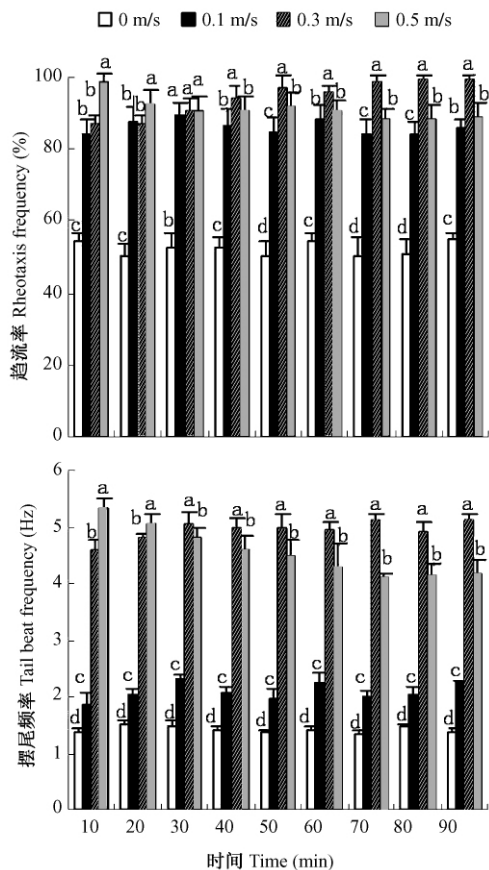 0 m/s 0.1 m/s 0.3 m/s 0.5 m/s
趋流率 Rheotaxis frequency (%)
100
80
60
40
20
0
c b b a
c b b a
b a a a
c b a b
d c a b
c b a b
d c a b
d c a b
c b a b
摆尾频率 Tail beat frequency (Hz)
6
5
4
3
2
1
0
d c b a
d c b a
d c a b
d c a b
d c a b
d c a b
d c a b
d c a b
d c a b
10 20 30 40 50 60 70 80 90
时间 Time (min)